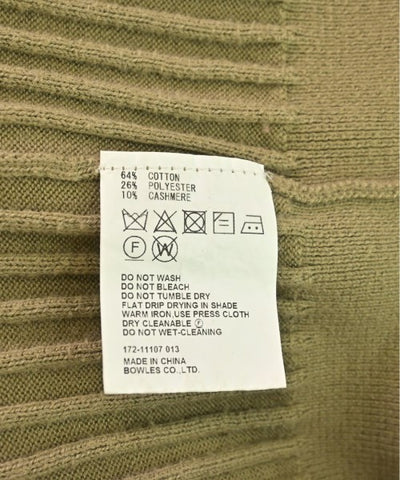 64% COTTON
26% POLYESTER
10% CASHMERE
F W
DO NOT WASH
DO NOT BLEACH
DO NOT TUMBLE DRY
FLAT DRIP DRYING IN SHADE
WARM IRON,USE PRESS CLOTH
DRY CLEANABLE Ⓕ
DO NOT WET-CLEANING
172-11107 013
MADE IN CHINA
BOWLES CO.,LTD.